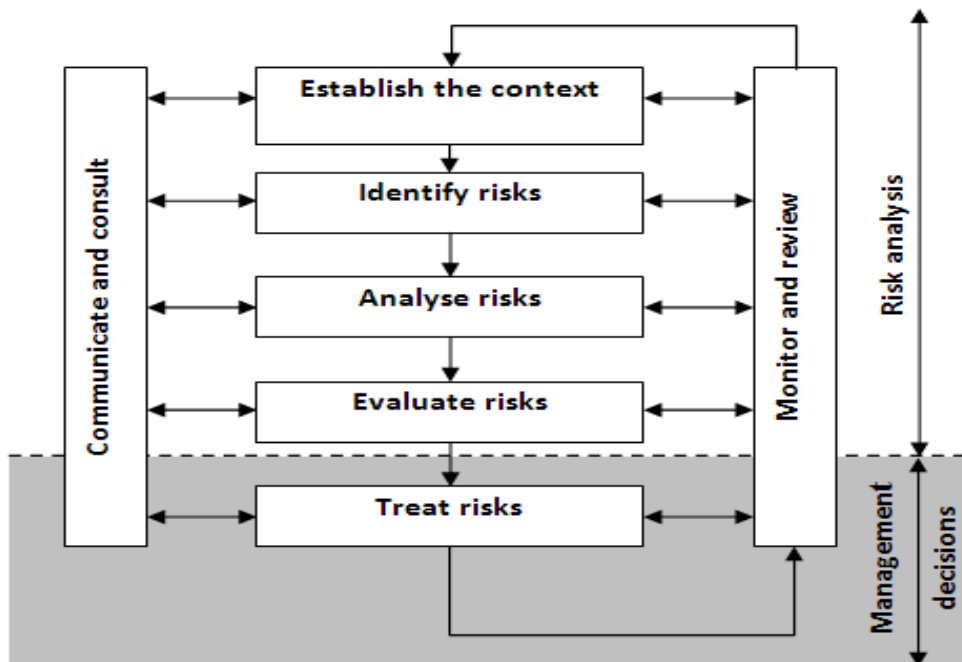 Establish the context
Identify risks
Analyse risks
Evaluate risks
Treat risks
Communicate and consult
Monitor and review
Risk analysis
Management
decisions